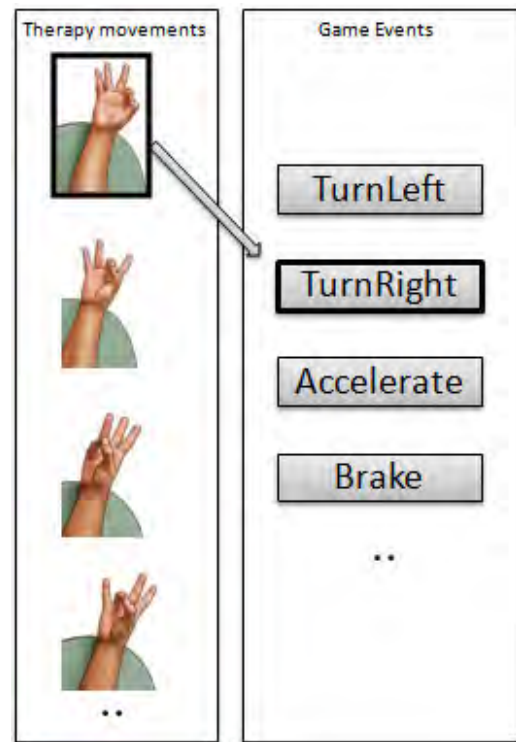 Therapy movements
..
Game Events
TurnLeft
TurnRight
Accelerate
Brake
..